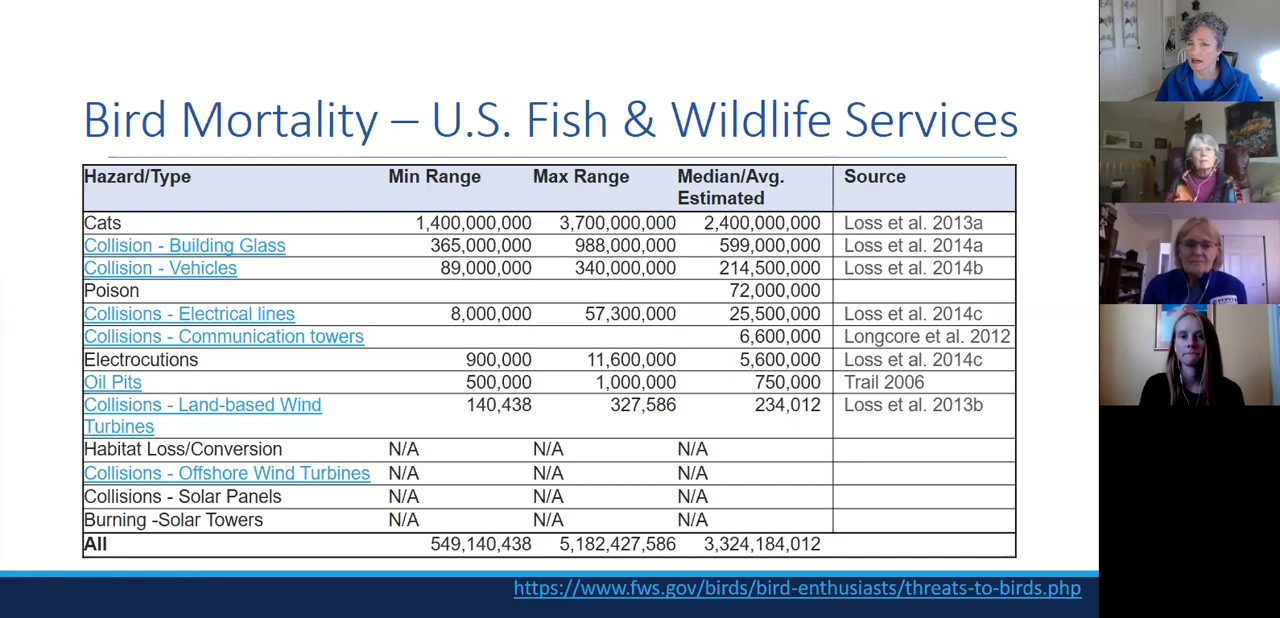 Bird Mortality – U.S. Fish & Wildlife Services
Hazard/Type Min Range Max Range Median/Avg. Estimated Source
Cats 1,400,000,000 3,700,000,000 2,400,000,000 Loss et al. 2013a
Collision - Building Glass 365,000,000 988,000,000 599,000,000 Loss et al. 2014a
Collision - Vehicles 89,000,000 340,000,000 214,500,000 Loss et al. 2014b
Poison 72,000,000
Collisions - Electrical lines 8,000,000 57,300,000 25,500,000 Loss et al. 2014c
Collisions - Communication towers 6,600,000 Longcore et al. 2012
Electrocutions 900,000 11,600,000 5,600,000 Loss et al. 2014c
Oil Pits 500,000 1,000,000 750,000 Trail 2006
Collisions - Land-based Wind Turbines 140,438 327,586 234,012 Loss et al. 2013b
Habitat Loss/Conversion N/A N/A N/A
Collisions - Offshore Wind Turbines N/A N/A N/A
Collisions - Solar Panels N/A N/A N/A
Burning -Solar Towers N/A N/A N/A
All 549,140,438 5,182,427,586 3,324,184,012
https://www.fws.gov/birds/bird-enthusiasts/threats-to-birds.php